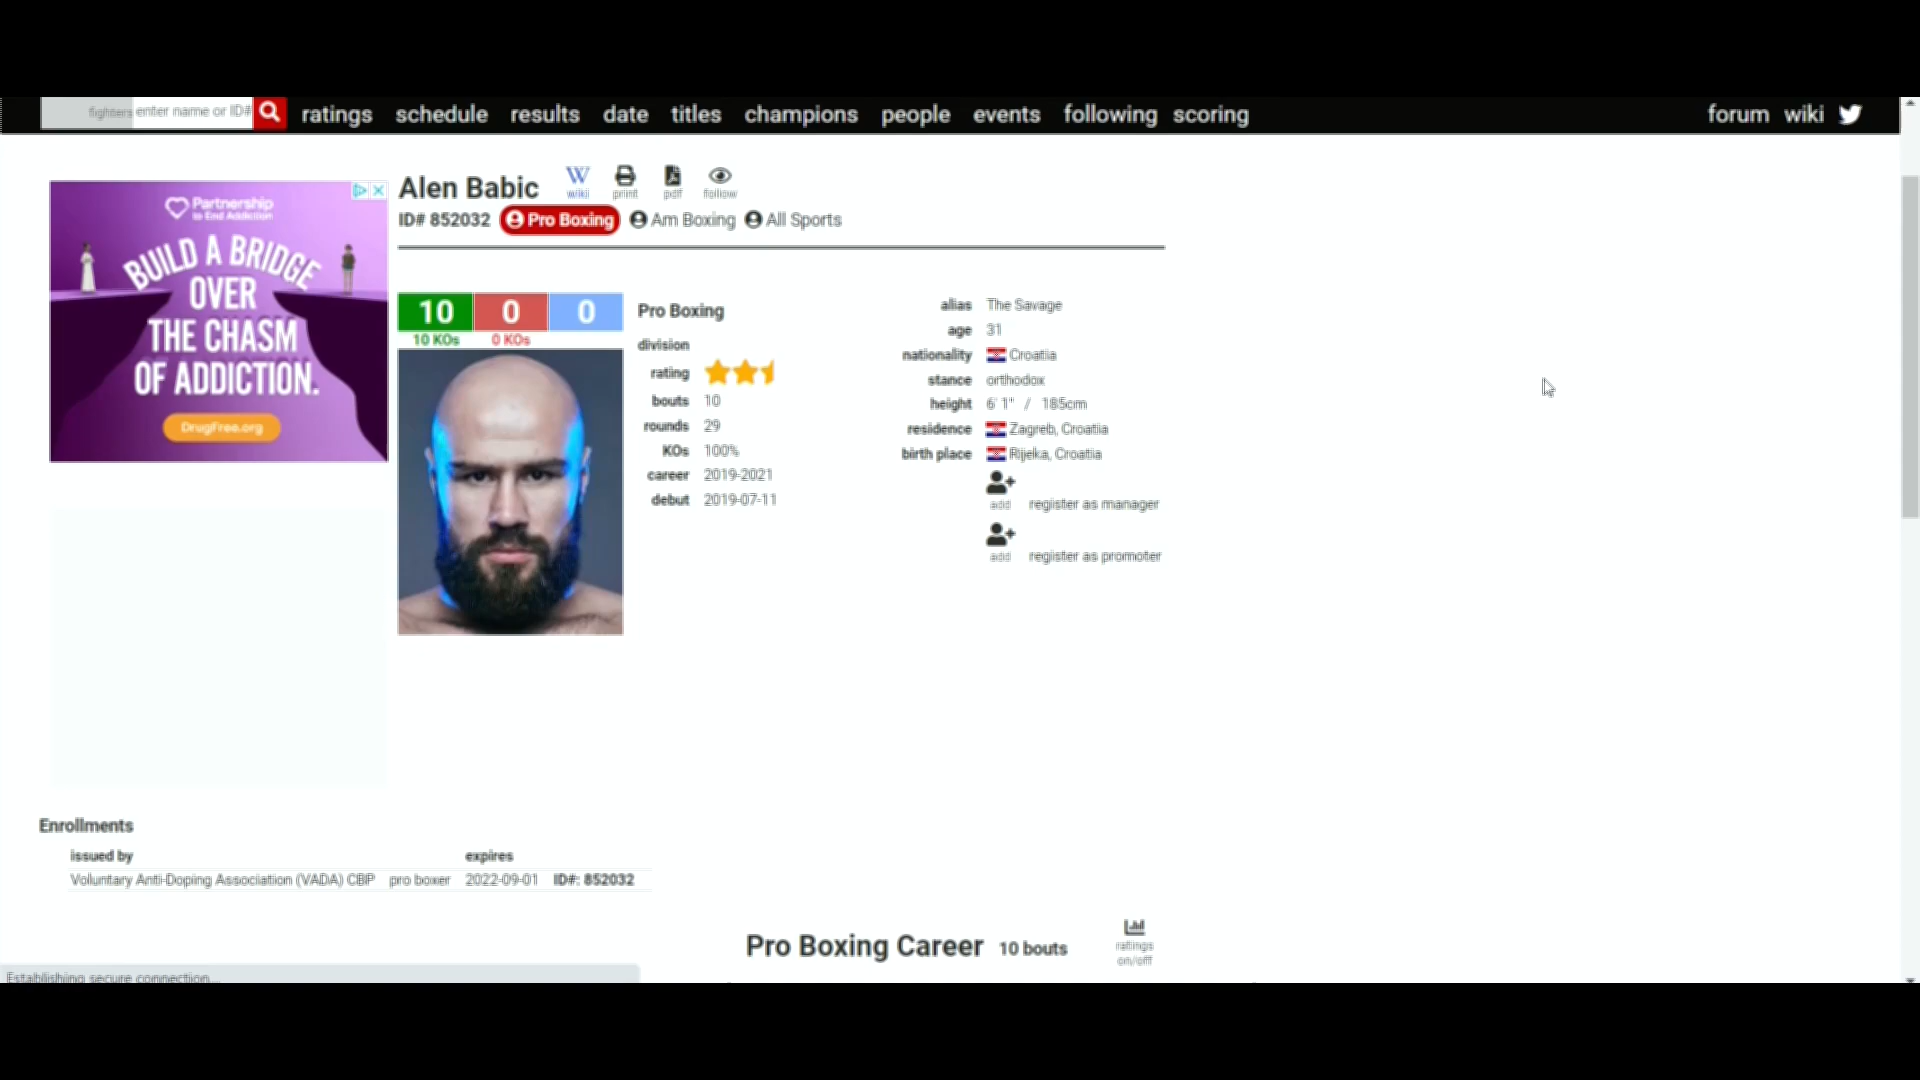 fighters enter name or ID# ratings schedule results date titles champions people events following scoring forum wiki
Partnership
to End Addiction
BUILD A BRIDGE
OVER
THE CHASM
OF ADDICTION.
DrugFree.org
Alen Babic
W
wiki print pdf follow
ID# 852032 Pro Boxing Am Boxing All Sports
10 0 0
10 KOs 0 KOs
Pro Boxing
division
rating
bouts 10
rounds 29
KOs 100%
career 2019-2021
debut 2019-07-11
alias The Savage
age 31
nationality Croatia
stance orthodox
height 6' 1" / 185cm
residence Zagreb, Croatia
birth place Rijeka, Croatia
add register as manager
add register as promoter
Enrollments
issued by expires
Voluntary Anti-Doping Association (VADA) CBP pro boxer 2022-09-01 ID#: 852032
Pro Boxing Career 10 bouts
ratings
on/off
Establishing secure connection...